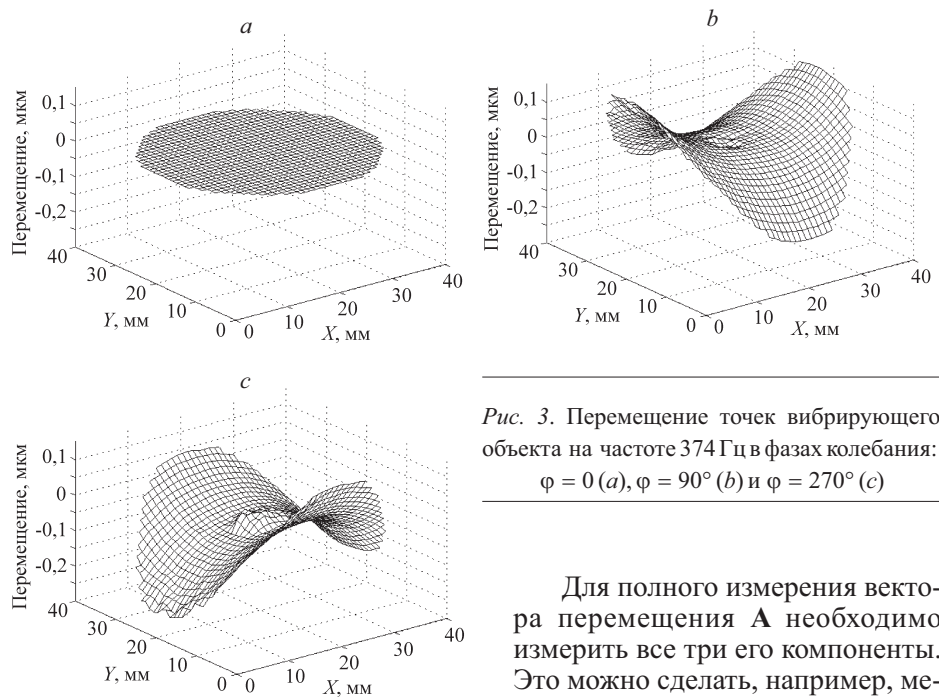 a
Перемещение, мкм
0,1
0
-0,1
-0,2
40
30
20
10
0
Y, мм
0
10
20
30
40
X, мм
b
Перемещение, мкм
0,1
0
-0,1
-0,2
40
30
20
10
0
Y, мм
0
10
20
30
40
X, мм
c
Перемещение, мкм
0,1
0
-0,1
-0,2
40
30
20
10
0
Y, мм
0
10
20
30
40
X, мм
Рис. 3. Перемещение точек вибрирующего
объекта на частоте 374 Гц в фазах колебания:
φ = 0 (a), φ = 90° (b) и φ = 270° (c)
Для полного измерения векто-
ра перемещения A необходимо
измерить все три его компоненты.
Это можно сделать, например, ме-